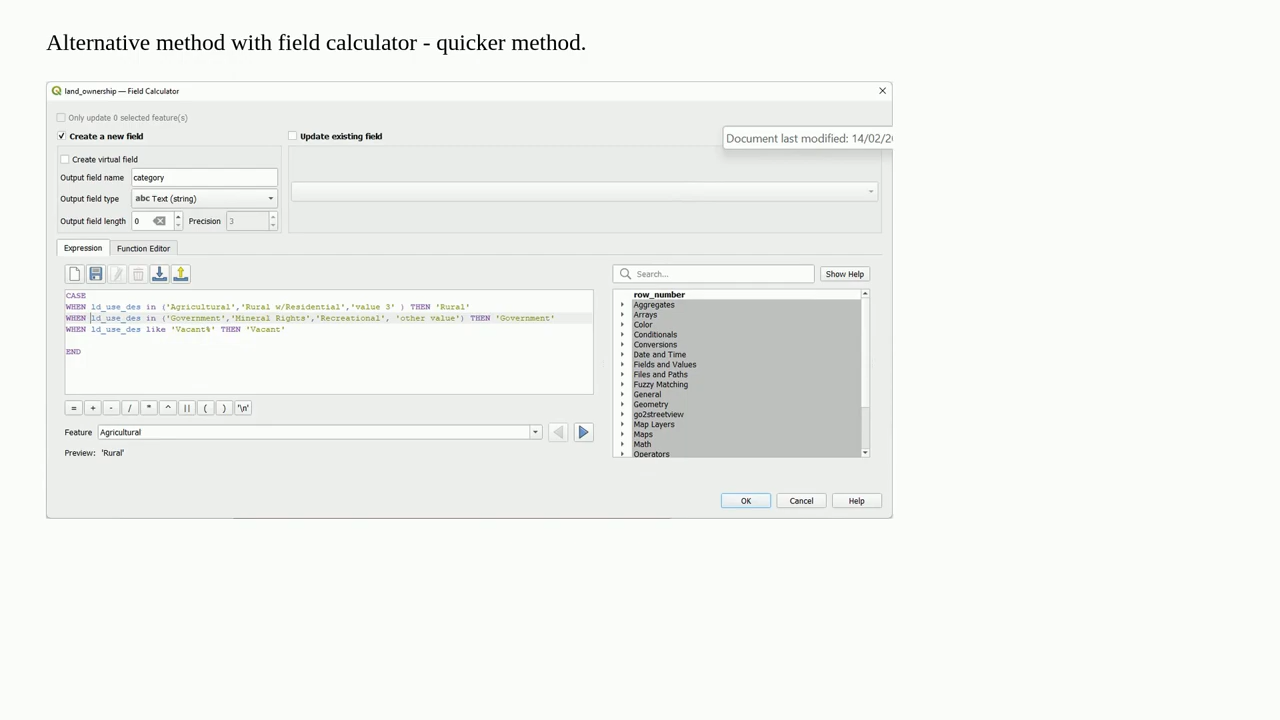 Alternative method with field calculator - quicker method.
land_ownership — Field Calculator
Only update 0 selected feature(s)
Create a new field
Update existing field
Document last modified: 14/02/2
Create virtual field
Output field name category
Output field type abc Text (string)
Output field length 0 Precision 3
Expression Function Editor
Search...
Show Help
CASE
WHEN ld_use_des in ('Agricultural','Rural w/Residential','value 3' ) THEN 'Rural'
WHEN ld_use_des in ('Government','Mineral Rights','Recreational', 'other value') THEN 'Government'
WHEN ld_use_des like 'Vacant%' THEN 'Vacant'
END
row_number
Aggregates
Arrays
Color
Conditionals
Conversions
Date and Time
Fields and Values
Files and Paths
Fuzzy Matching
General
Geometry
go2streetview
Map Layers
Maps
Math
Operators
= + - / * ^ || ( ) '\n'
Feature Agricultural
Preview: 'Rural'
OK Cancel Help